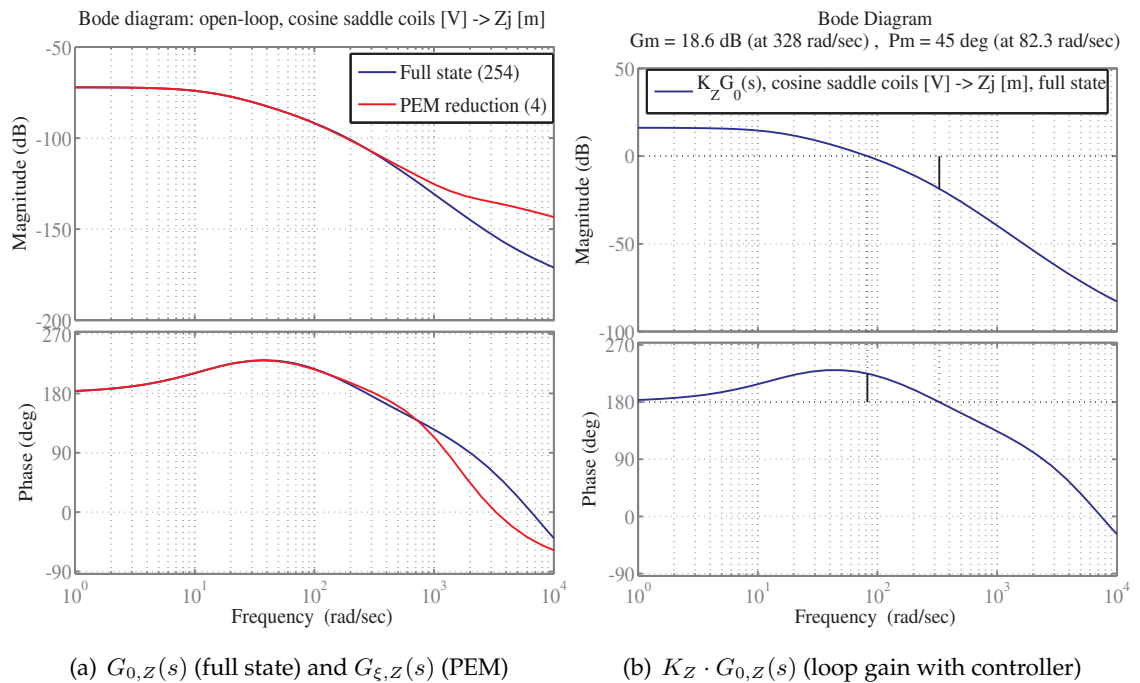 Bode diagram: open-loop, cosine saddle coils [V] -> Zj [m]
-50
-100
-150
-200
Magnitude (dB)
Full state (254)
PEM reduction (4)
270
180
90
0
-90
Phase (deg)
10^0
10^1
10^2
10^3
10^4
Frequency (rad/sec)
(a) G_{0,Z}(s) (full state) and G_{ξ,Z}(s) (PEM)
Bode Diagram
Gm = 18.6 dB (at 328 rad/sec) , Pm = 45 deg (at 82.3 rad/sec)
50
0
-50
-100
Magnitude (dB)
K_Z G_0(s), cosine saddle coils [V] -> Zj [m], full state
270
180
90
0
-90
Phase (deg)
10^0
10^1
10^2
10^3
10^4
Frequency (rad/sec)
(b) K_Z · G_{0,Z}(s) (loop gain with controller)